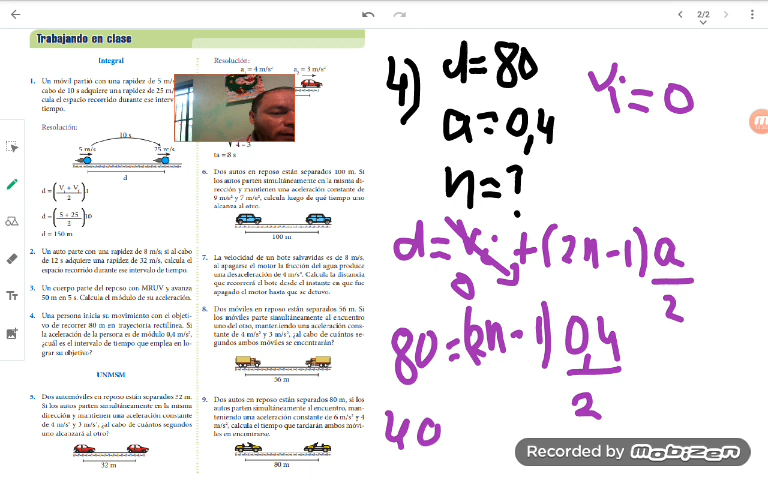 2/2
Trabajando en clase
Integral
1. Un móvil partió con una rapidez de 5 m/
cabo de 10 s adquiere una rapidez de 25 m/
cula el espacio recorrido durante ese interv
tiempo.
Resolución:
10 s
5 m/s
25 m/s
d
d = (Vi + Vf / 2) t
d = (5 + 25 / 2) 10
d = 150 m
2. Un auto parte con una rapidez de 8 m/s; si al cabo
de 12 s adquiere una rapidez de 32 m/s, calcula el
espacio recorrido durante ese intervalo de tiempo.
3. Un cuerpo parte del reposo con MRUV y avanza
50 m en 5 s. Calcula el módulo de su aceleración.
4. Una persona inicia su movimiento con el objeti-
vo de recorrer 80 m en trayectoria rectilínea. Si
la aceleración de la persona es de módulo 0,4 m/s²,
¿cuál es el intervalo de tiempo que emplea en lo-
grar su objetivo?
UNMSM
5. Dos automóviles en reposo están separados 32 m.
Si los autos parten simultáneamente en la misma
dirección y mantienen una aceleración constante
de 4 m/s² y 3 m/s², ¿al cabo de cuántos segundos
uno alcanzará al otro?
32 m
Resolución:
a₁ = 4 m/s²
a₂ = 3 m/s²
4 – 3
ta = 8 s
6. Dos autos en reposo están separados 100 m. Si
los autos parten simultáneamente en la misma di-
rección y mantienen una aceleración constante de
9 m/s² y 7 m/s², calcula luego de qué tiempo uno
alcanza al otro.
100 m
7. La velocidad de un bote salvavidas es de 8 m/s,
si apagarse el motor la fricción del agua produce
una desaceleración de 4 m/s². Calcula la distancia
que recorrerá el bote desde el instante en que fue
apagado el motor hasta que se detuvo.
8. Dos móviles en reposo están separados 56 m. Si
los móviles parte simultáneamente al encuentro
uno del otro, manteniendo una aceleración cons-
tante de 4 m/s² y 3 m/s², ¿al cabo de cuántos se-
gundos ambos móviles se encontrarán?
56 m
9. Dos autos en reposo están separados 80 m, si los
autos parten simultáneamente al encuentro, man-
teniendo una aceleración constante de 6 m/s² y 4
m/s², calcula el tiempo que tardarán ambos móvi-
les en encontrarse.
80 m
4) d=80
Vi=0
a=0,4
n=?
d=Vi+(2n-1)a/2
0
80=(2n-1)0,4/2
40
Recorded by mobizen